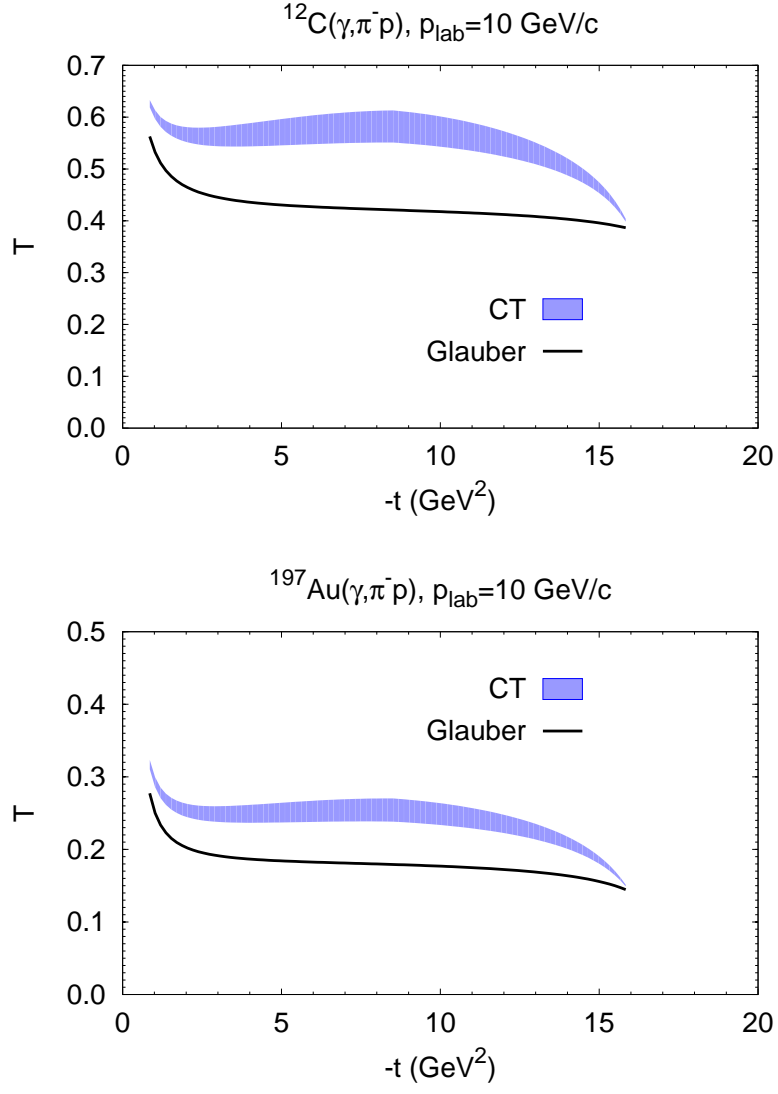 ¹²C(γ,π⁻p), p_lab=10 GeV/c
0.7
0.6
0.5
0.4
0.3
0.2
0.1
0.0
T
CT
Glauber
0 5 10 15 20
-t (GeV²)
¹⁹⁷Au(γ,π⁻p), p_lab=10 GeV/c
0.5
0.4
0.3
0.2
0.1
0.0
T
CT
Glauber
0 5 10 15 20
-t (GeV²)